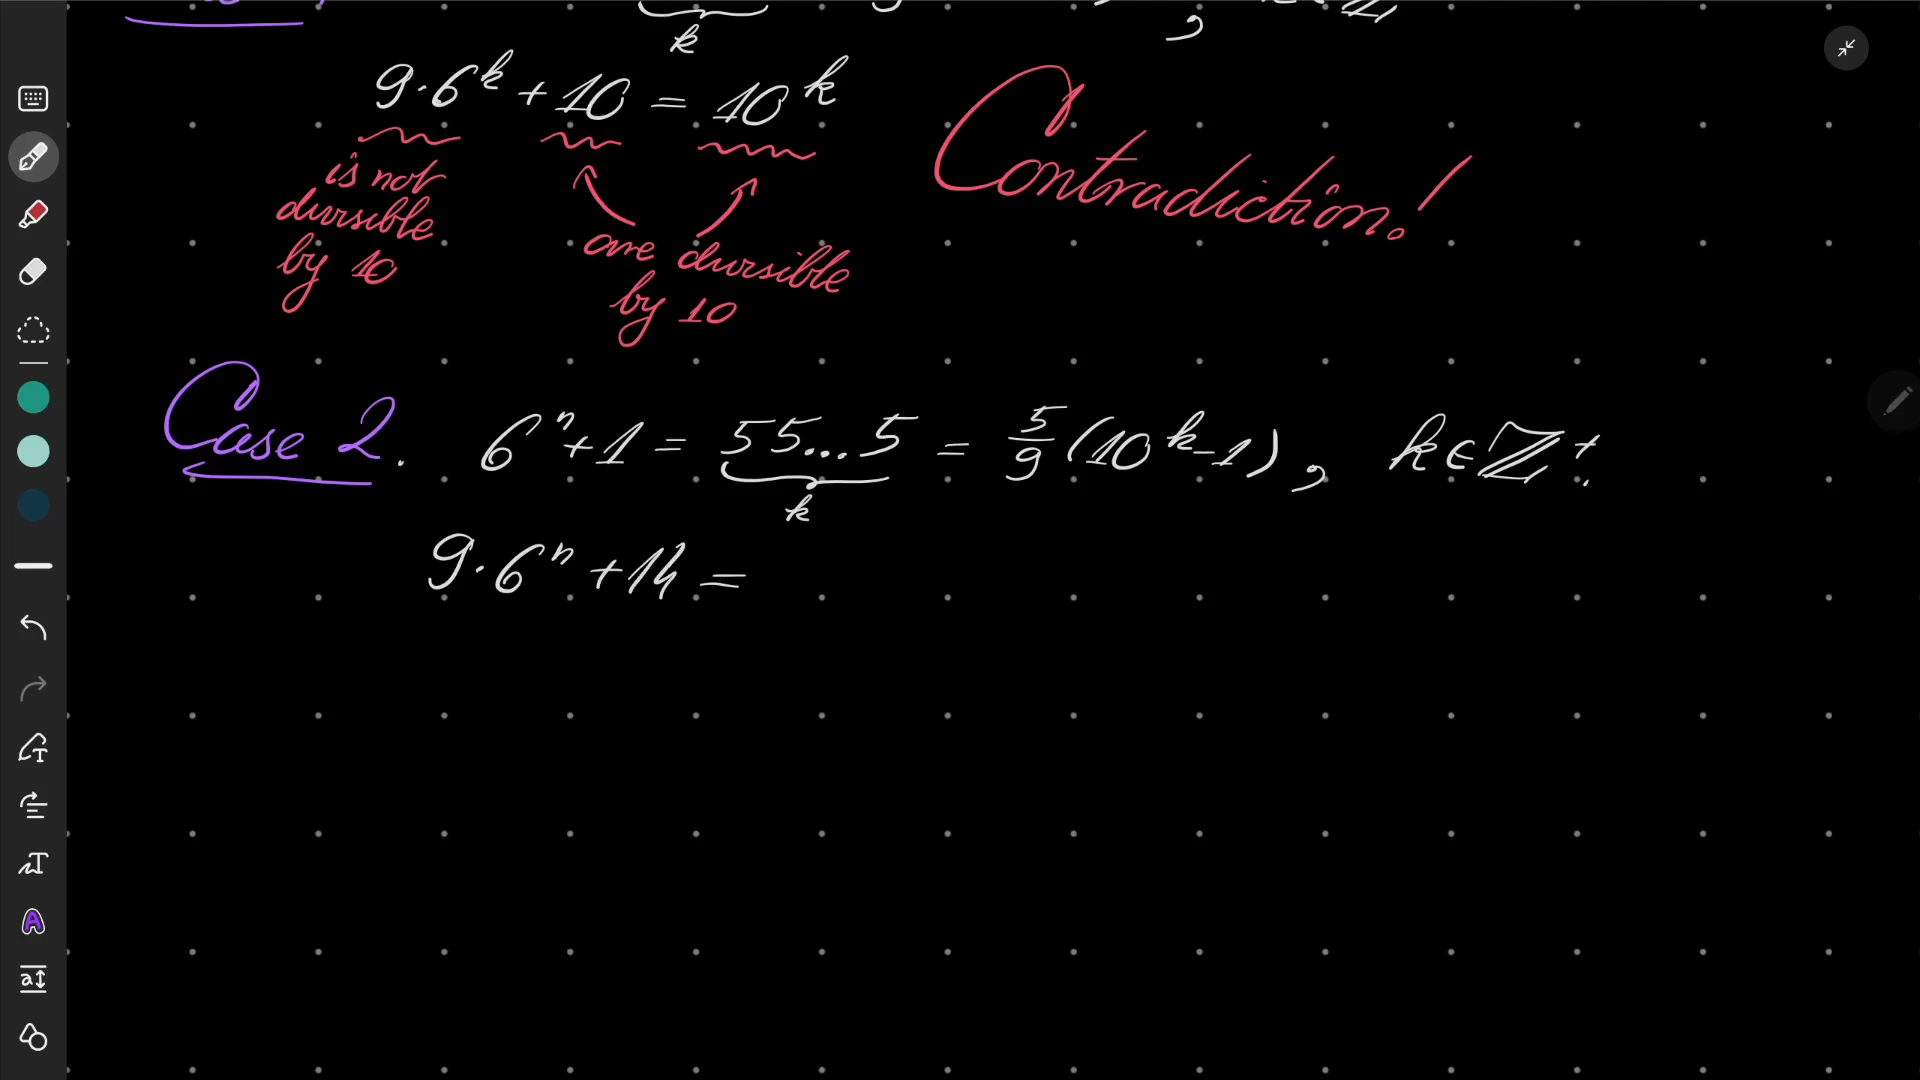 k
9·6^k + 10 = 10^k
Contradiction!
is not
divisible
by 10
are divisible
by 10
Case 2. 6^n + 1 = 55...5 = 5/9 (10^k - 1), k ∈ ℤ^+.
k
9·6^n + 14 =